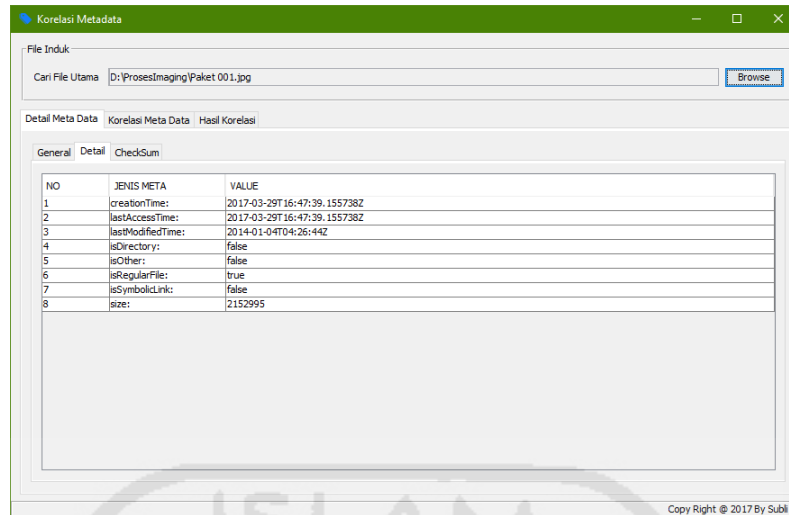 Korelasi Metadata
File Induk
Cari File Utama D:\ProsesImaging\Paket 001.jpg Browse
Detail Meta Data Korelasi Meta Data Hasil Korelasi
General Detail CheckSum
NO JENIS META VALUE
1 creationTime: 2017-03-29T16:47:39.155738Z
2 lastAccessTime: 2017-03-29T16:47:39.155738Z
3 lastModifiedTime: 2014-01-04T04:26:44Z
4 isDirectory: false
5 isOther: false
6 isRegularFile: true
7 isSymbolicLink: false
8 size: 2152995
ISLAM
Copy Right @ 2017 By Subli